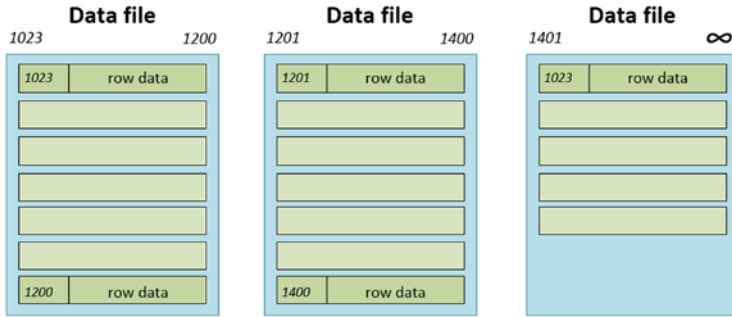 Data file
1023 1200
1023 row data
1200 row data
Data file
1201 1400
1201 row data
1400 row data
Data file
1401 ∞
1023 row data